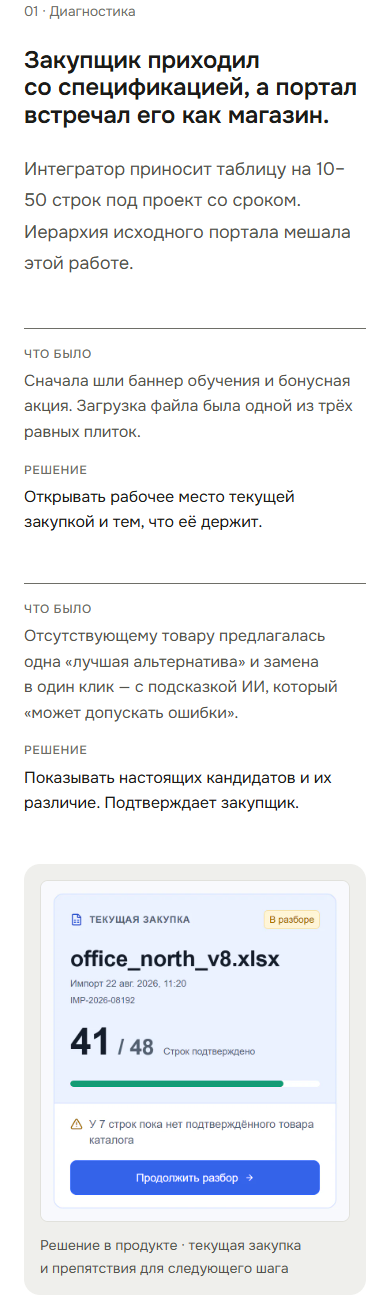 01 · Диагностика
Закупщик приходил
со спецификацией, а портал
встречал его как магазин.
Интегратор приносит таблицу на 10–
50 строк под проект со сроком.
Иерархия исходного портала мешала
этой работе.
ЧТО БЫЛО
Сначала шли баннер обучения и бонусная
акция. Загрузка файла была одной из трёх
равных плиток.
РЕШЕНИЕ
Открывать рабочее место текущей
закупкой и тем, что её держит.
ЧТО БЫЛО
Отсутствующему товару предлагалась
одна «лучшая альтернатива» и замена
в один клик — с подсказкой ИИ, который
«может допускать ошибки».
РЕШЕНИЕ
Показывать настоящих кандидатов и их
различие. Подтверждает закупщик.
ТЕКУЩАЯ ЗАКУПКА
В разборе
office_north_v8.xlsx
Импорт 22 авг. 2026, 11:20
IMP-2026-08192
41 / 48 Строк подтверждено
У 7 строк пока нет подтверждённого товара
каталога
Продолжить разбор →
Решение в продукте · текущая закупка
и препятствия для следующего шага